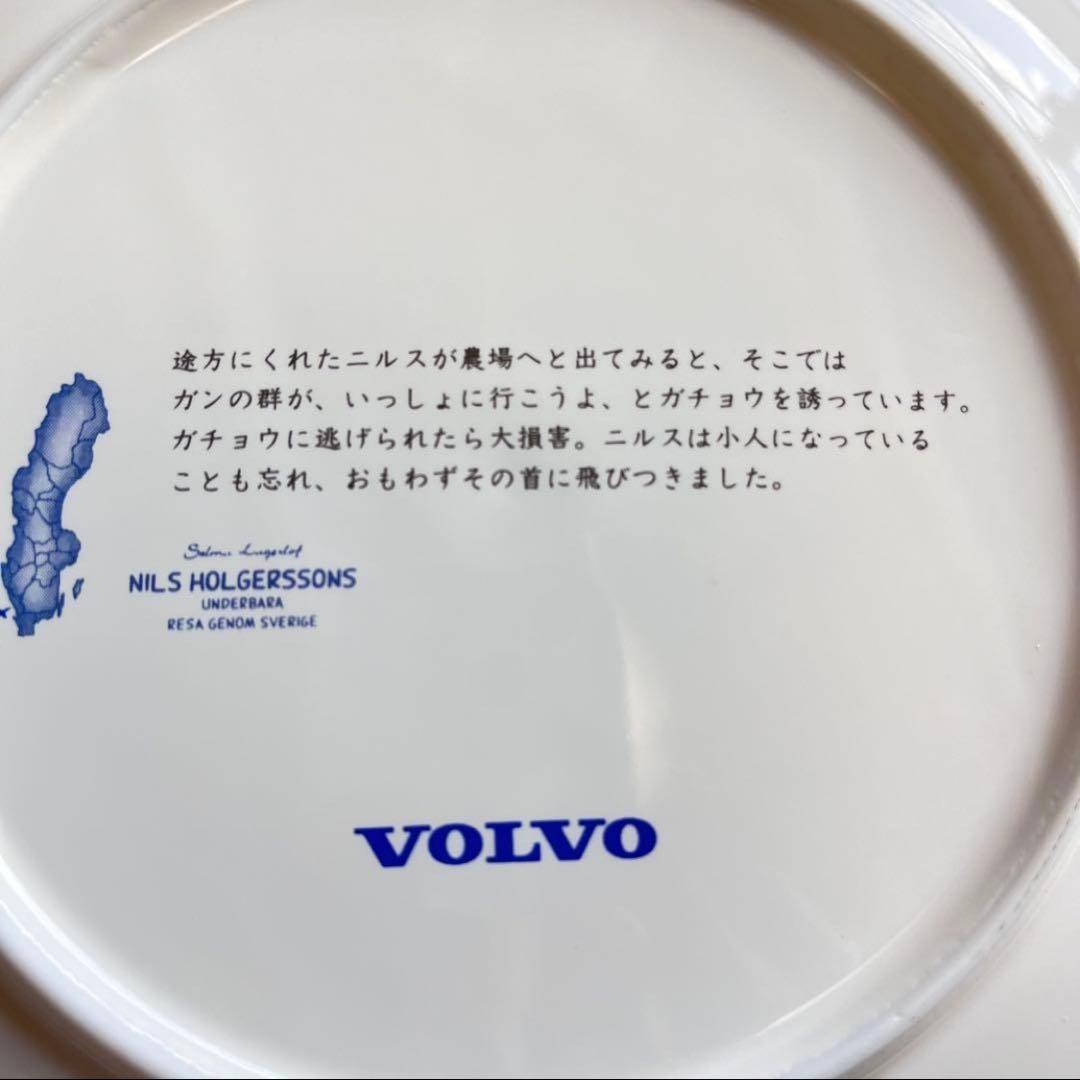 途方にくれたニルスが農場へと出てみると、そこでは
ガンの群が、いっしょに行こうよ、とガチョウを誘っています。
ガチョウに逃げられたら大損害。ニルスは小人になっている
ことも忘れ、おもわずその首に飛びつきました。
Selma Lagerlöf
NILS HOLGERSSONS
UNDERBARA
RESA GENOM SVERIGE
VOLVO